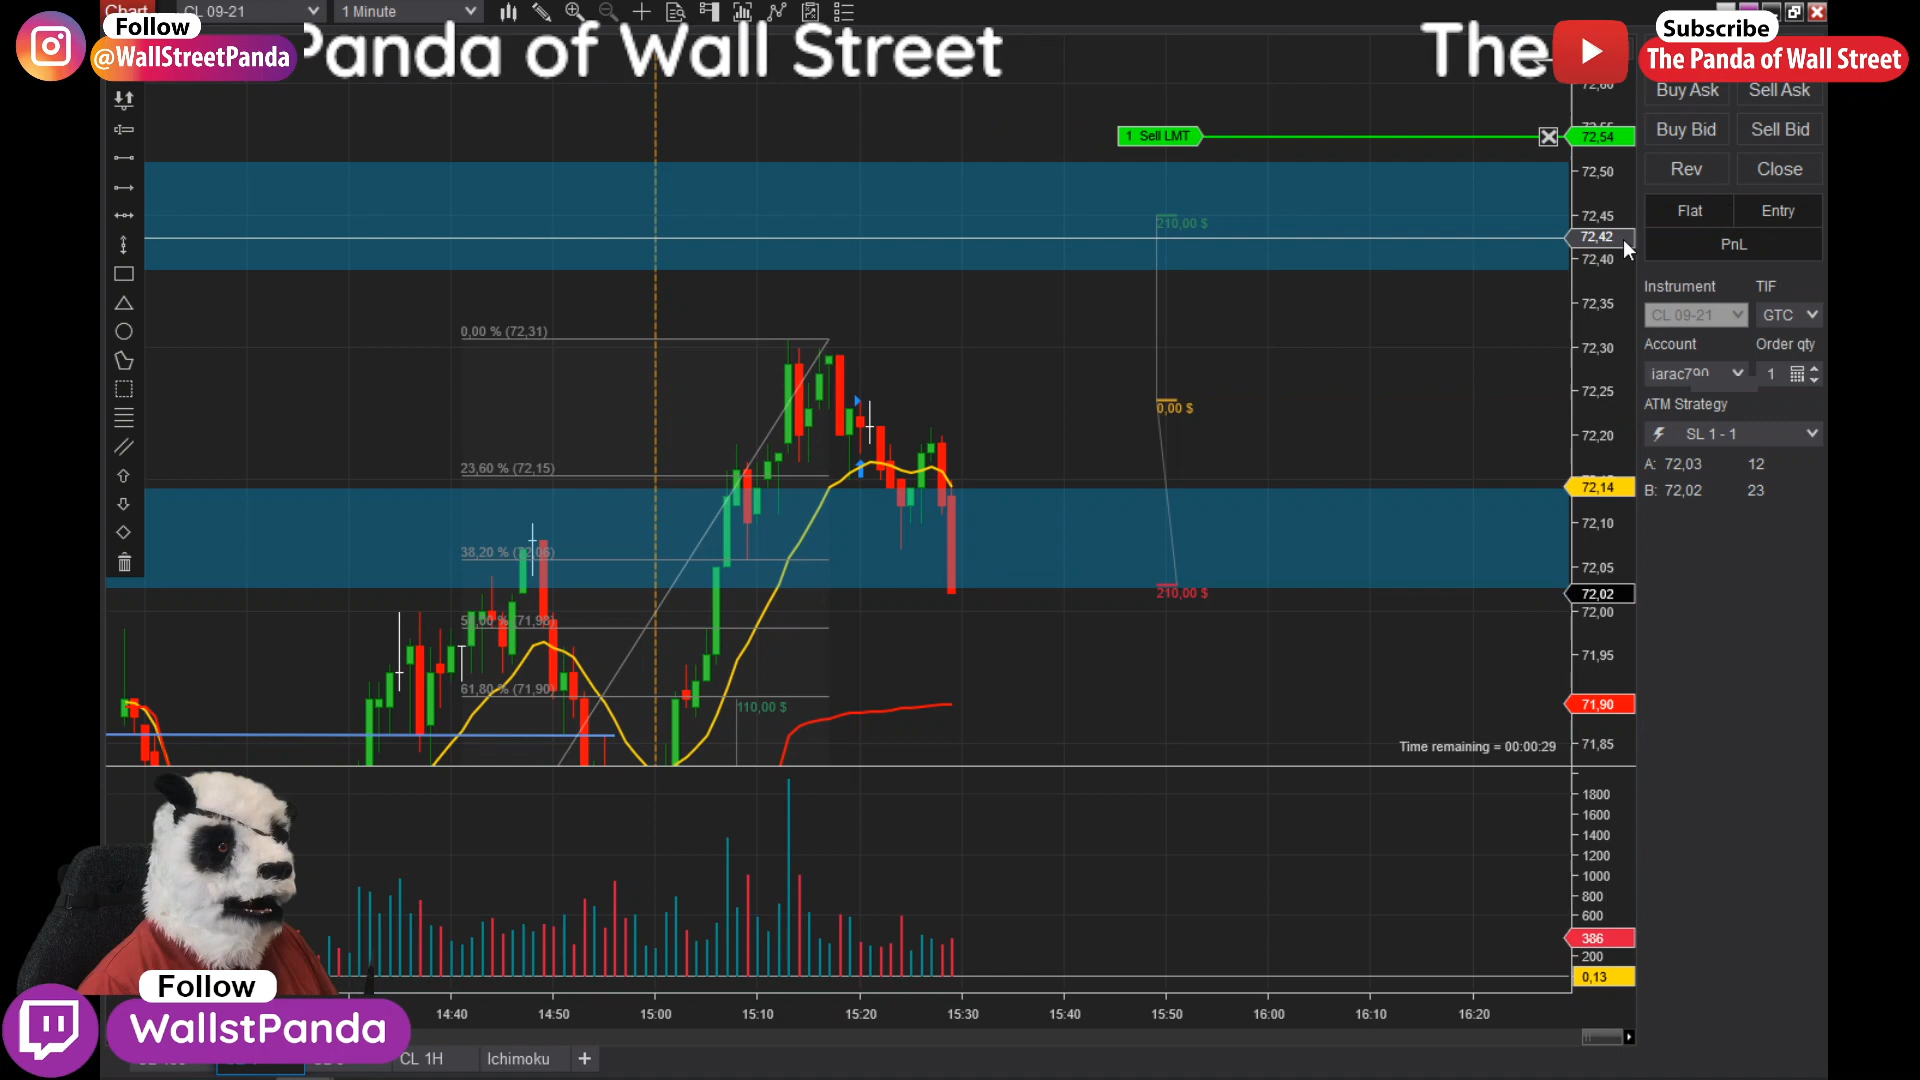 Chart
CL 09-21
1 Minute
Follow
@WallStreetPanda
Panda of Wall Street
The
Subscribe
The Panda of Wall Street
Buy Ask
Sell Ask
Buy Bid
Sell Bid
Rev
Close
Flat
Entry
PnL
Instrument
TIF
CL 09-21
GTC
Account
Order qty
1
ATM Strategy
SL 1 - 1
A: 72,03
12
B: 72,02
23
1 Sell LMT
72,54
72,50
72,45
72,42
72,40
72,35
72,30
72,25
72,20
72,14
72,10
72,05
72,02
72,00
71,95
71,90
71,85
210,00 $
0,00 $
210,00 $
0,00 % (72,31)
23,60 % (72,15)
38,20 % (72,06)
61,80 % (71,90)
110,00 $
Time remaining = 00:00:29
1800
1600
1400
1200
1000
800
600
386
200
0,13
14:40
14:50
15:00
15:10
15:20
15:30
15:40
15:50
16:00
16:10
16:20
Follow
WallstPanda
CL 1H
Ichimoku